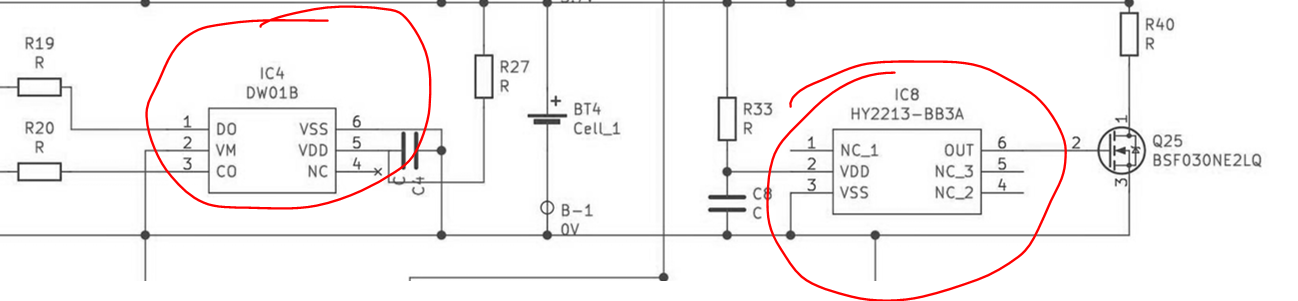 R19
R
R20
R
IC4
DW01B
1
DO
VSS
6
2
VM
VDD
5
3
CO
NC
4
C
C4
R27
R
BT4
Cell_1
B-1
0V
R33
R
C8
C
IC8
HY2213-BB3A
1
NC_1
OUT
6
2
VDD
NC_3
5
3
VSS
NC_2
4
R40
R
1
2
3
Q25
BSF030NE2LQ